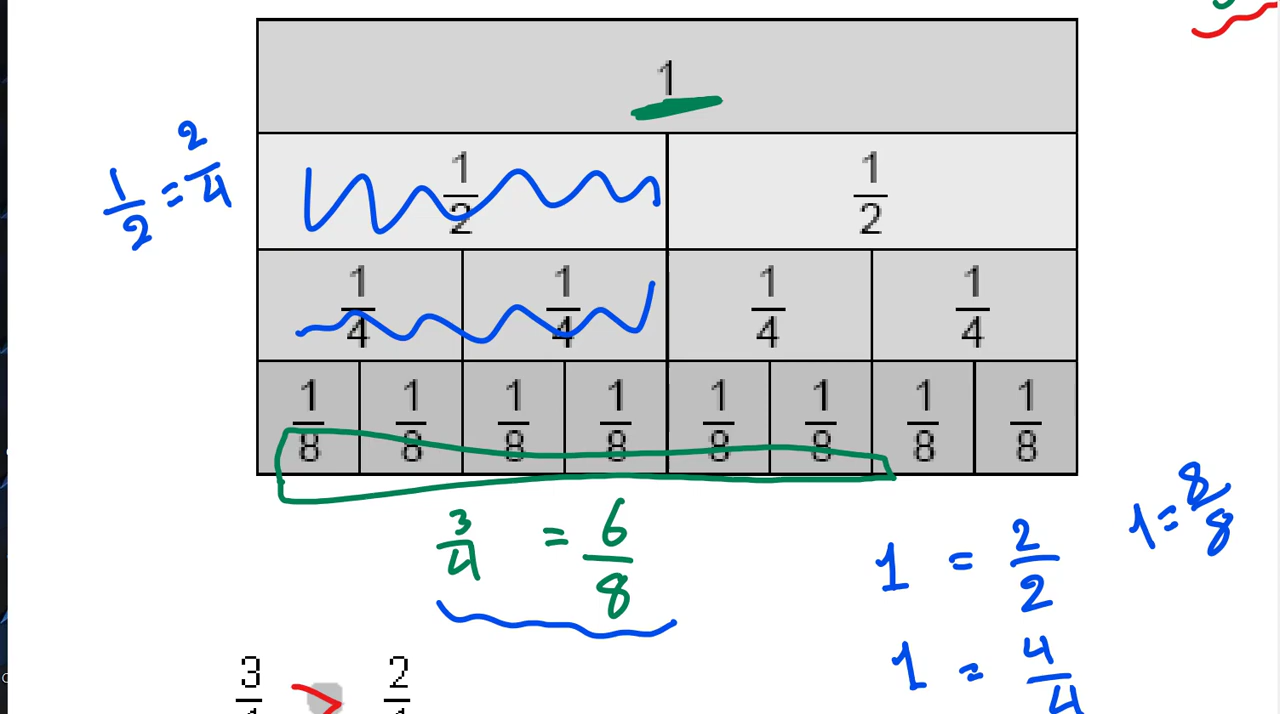 1
1/2 1/2
1/2 = 2/4
1/4 1/4 1/4 1/4
1/8 1/8 1/8 1/8 1/8 1/8 1/8 1/8
3/4 = 6/8
1 = 2/2
1 = 8/8
1 = 4/4
3 > 2